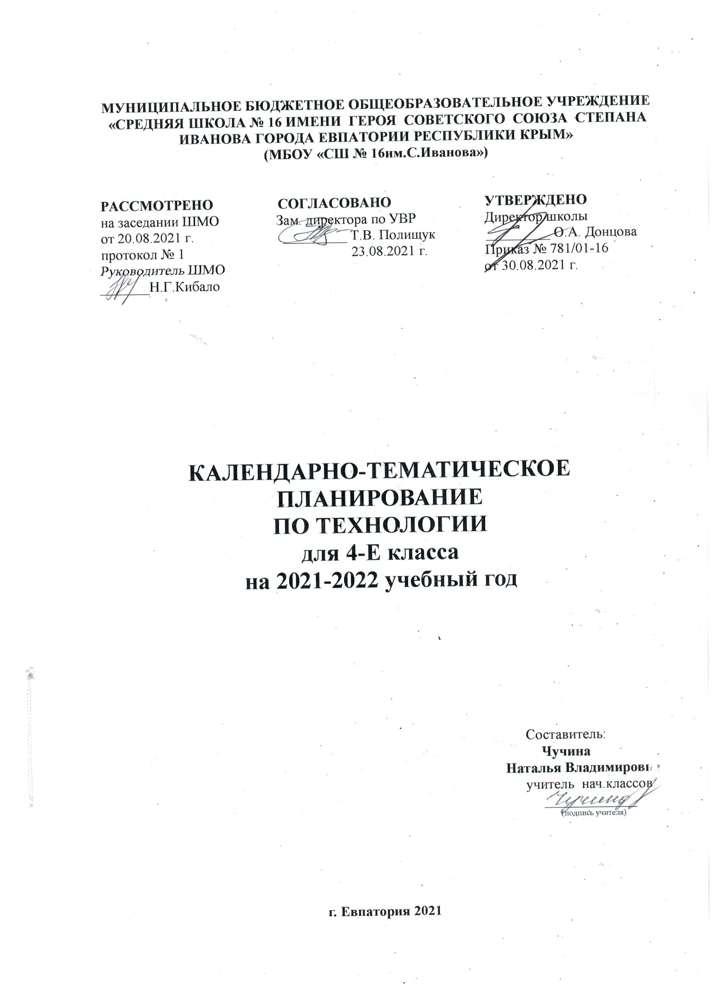 МУНИЦИПАЛЬНОЕ БЮДЖЕТНОЕ ОБЩЕОБРАЗОВАТЕЛЬНОЕ УЧРЕЖДЕНИЕ
«СРЕДНЯЯ ШКОЛА № 16 ИМЕНИ ГЕРОЯ СОВЕТСКОГО СОЮЗА СТЕПАНА
ИВАНОВА ГОРОДА ЕВПАТОРИИ РЕСПУБЛИКИ КРЫМ»
(МБОУ «СШ № 16им.С.Иванова»)
РАССМОТРЕНО
на заседании ШМО
от 20.08.2021 г.
протокол № 1
Руководитель ШМО
Н.Г.Кибало
СОГЛАСОВАНО
Зам. директора по УВР
Т.В. Полищук
23.08.2021 г.
УТВЕРЖДЕНО
Директор школы
О.А. Донцова
Приказ № 781/01-16
от 30.08.2021 г.
КАЛЕНДАРНО-ТЕМАТИЧЕСКОЕ
ПЛАНИРОВАНИЕ
ПО ТЕХНОЛОГИИ
для 4-Е класса
на 2021-2022 учебный год
Составитель:
Чучина
Наталья Владимировн
учитель нач.классов
(подпись учителя)
г. Евпатория 2021